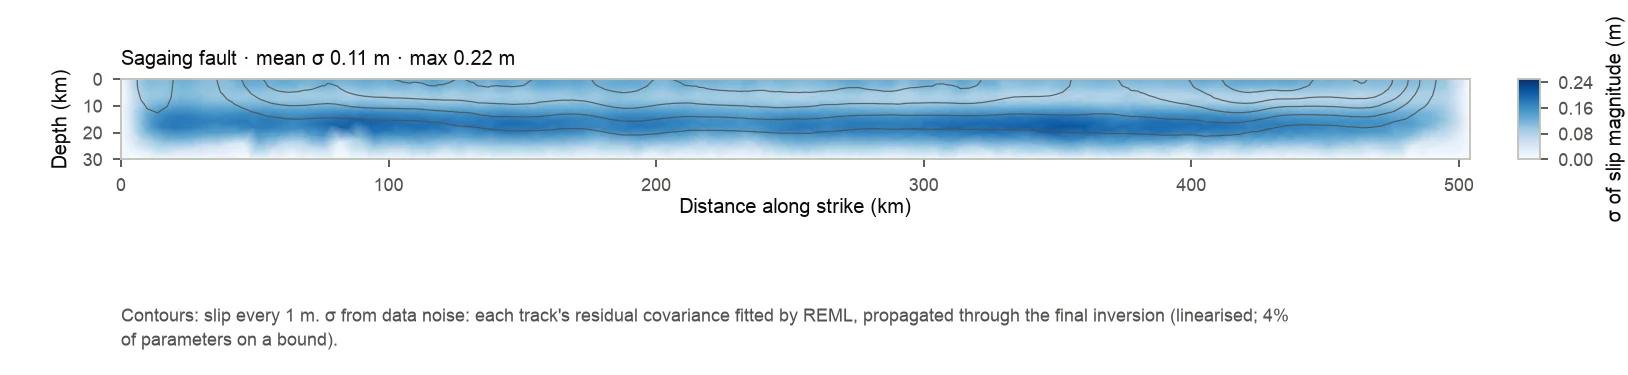 Sagaing fault · mean σ 0.11 m · max 0.22 m
Depth (km)
0
10
20
30
0
100
200
300
400
500
Distance along strike (km)
0.24
0.16
0.08
0.00
σ of slip magnitude (m)
Contours: slip every 1 m. σ from data noise: each track's residual covariance fitted by REML, propagated through the final inversion (linearised; 4%
of parameters on a bound).